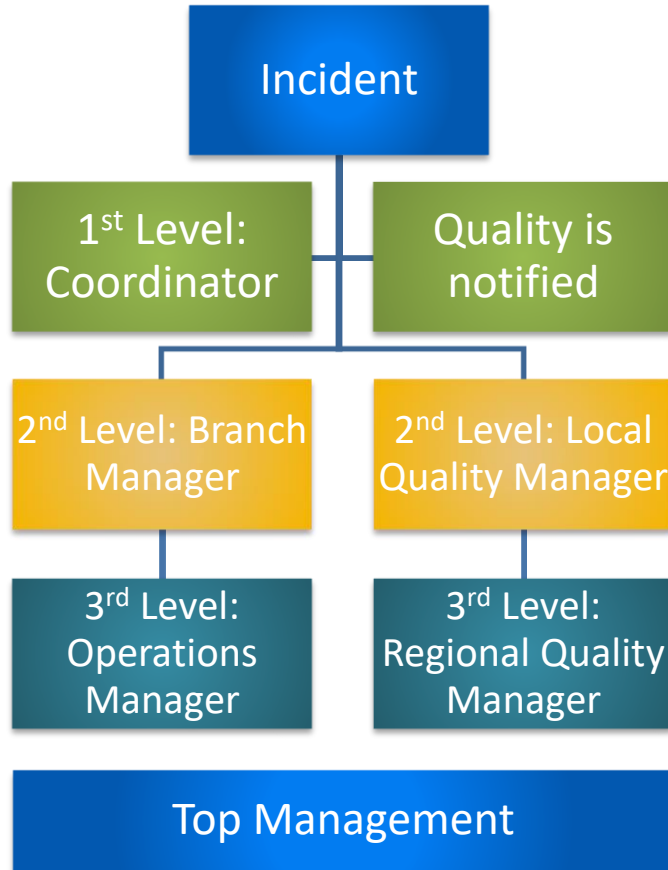 Incident
1st Level:
Coordinator
Quality is
notified
2nd Level: Branch
Manager
2nd Level: Local
Quality Manager
3rd Level:
Operations
Manager
3rd Level:
Regional Quality
Manager
Top Management